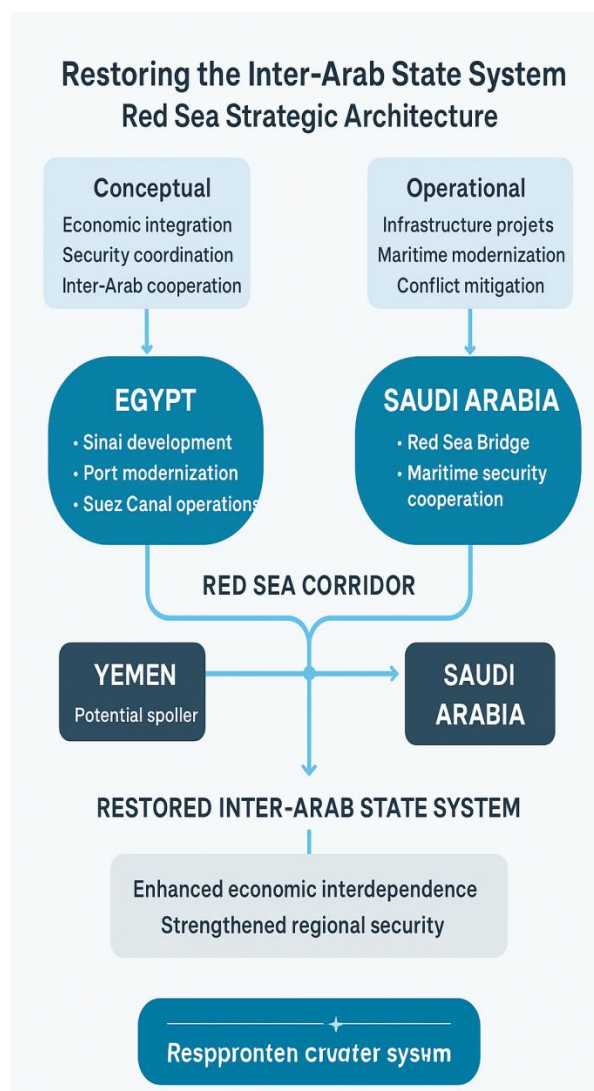 Restoring the Inter-Arab State System
Red Sea Strategic Architecture
Conceptual
Economic integration
Security coordination
Inter-Arab cooperation
Operational
Infrastructure projets
Maritime modernization
Conflict mitigation
EGYPT
• Sinai development
• Port modernization
• Suez Canal operations
SAUDI ARABIA
• Red Sea Bridge
• Maritime security
cooperation
RED SEA CORRIDOR
YEMEN
Potential spoller
SAUDI
ARABIA
RESTORED INTER-ARAB STATE SYSTEM
Enhanced economic interdependence
Strengthened regional security